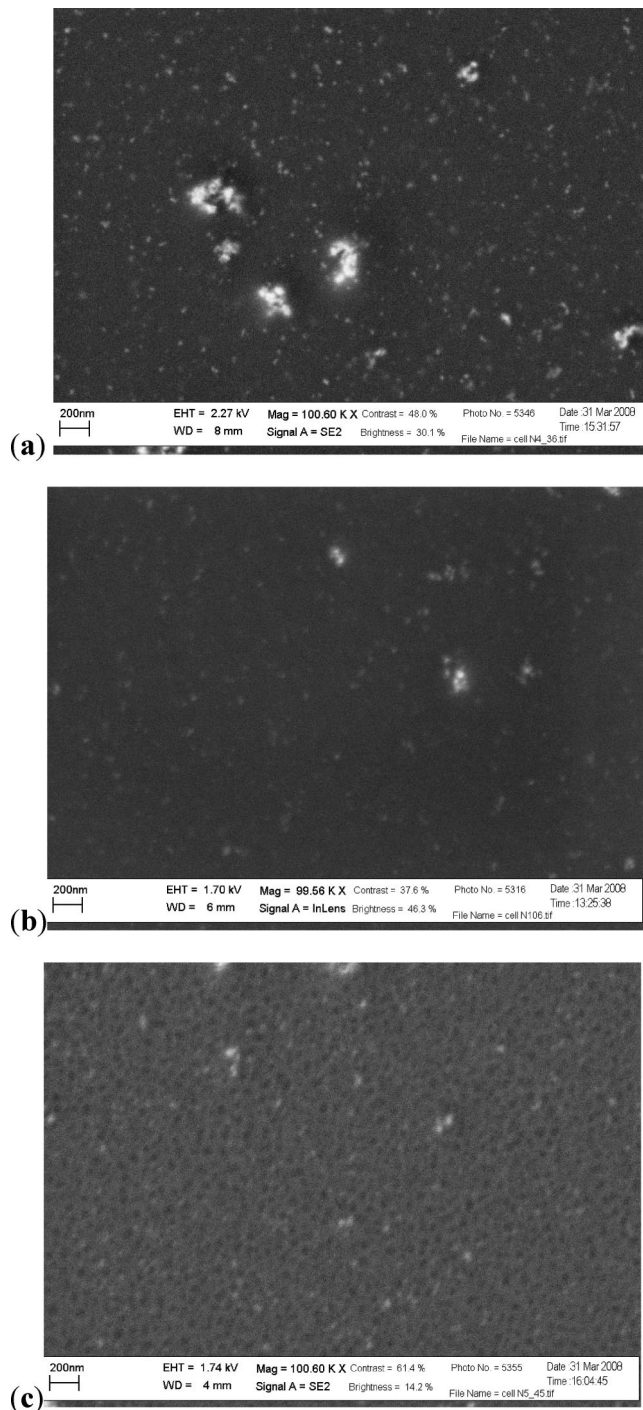 EHT = 2.27 kV Mag = 100.60 K X Contrast = 48.0 % Photo No. = 5346 Date :31 Mar 2008
200nm
WD = 8 mm Signal A = SE2 Brightness = 30.1 % Time :15:31:57
File Name = cell N4_36.tif
(a)
EHT = 1.70 kV Mag = 99.56 K X Contrast = 37.6 % Photo No. = 5316 Date :31 Mar 2008
200nm
WD = 6 mm Signal A = InLens Brightness = 46.3 % Time :13:25:38
File Name = cell N106.tif
(b)
EHT = 1.74 kV Mag = 100.60 K X Contrast = 61.4 % Photo No. = 5355 Date :31 Mar 2008
200nm
WD = 4 mm Signal A = SE2 Brightness = 14.2 % Time :16:04:45
File Name = cell N5_45.tif
(c)